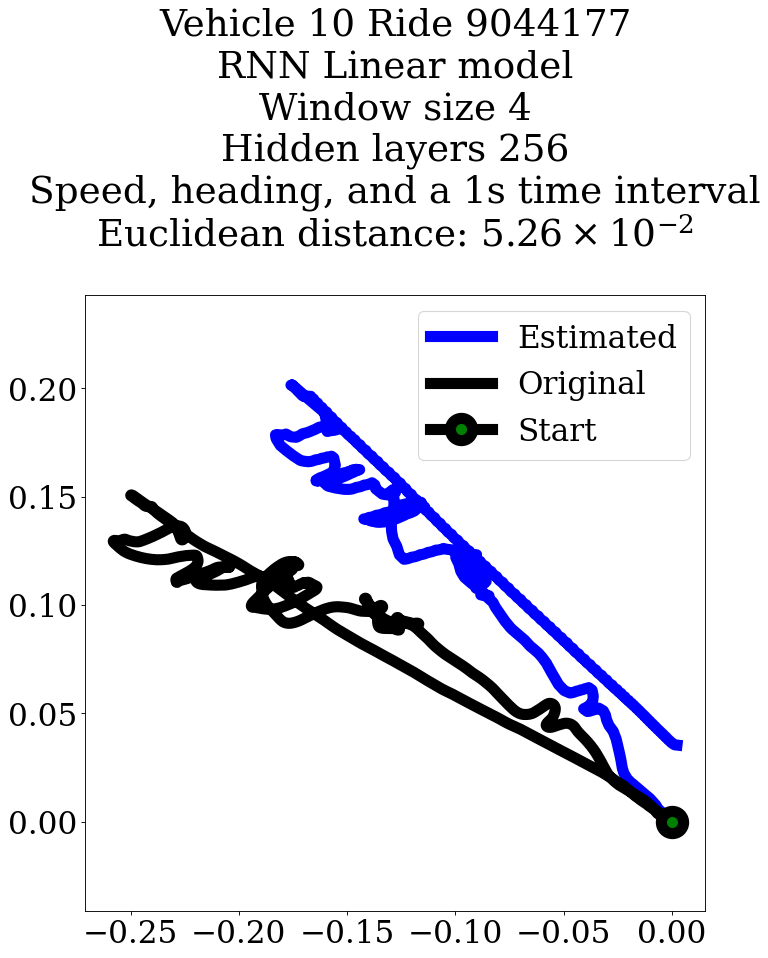 Vehicle 10 Ride 9044177
RNN Linear model
Window size 4
Hidden layers 256
Speed, heading, and a 1s time interval
Euclidean distance: 5.26 × 10⁻²
Estimated
Original
Start
0.20
0.15
0.10
0.05
0.00
−0.25 −0.20 −0.15 −0.10 −0.05 0.00